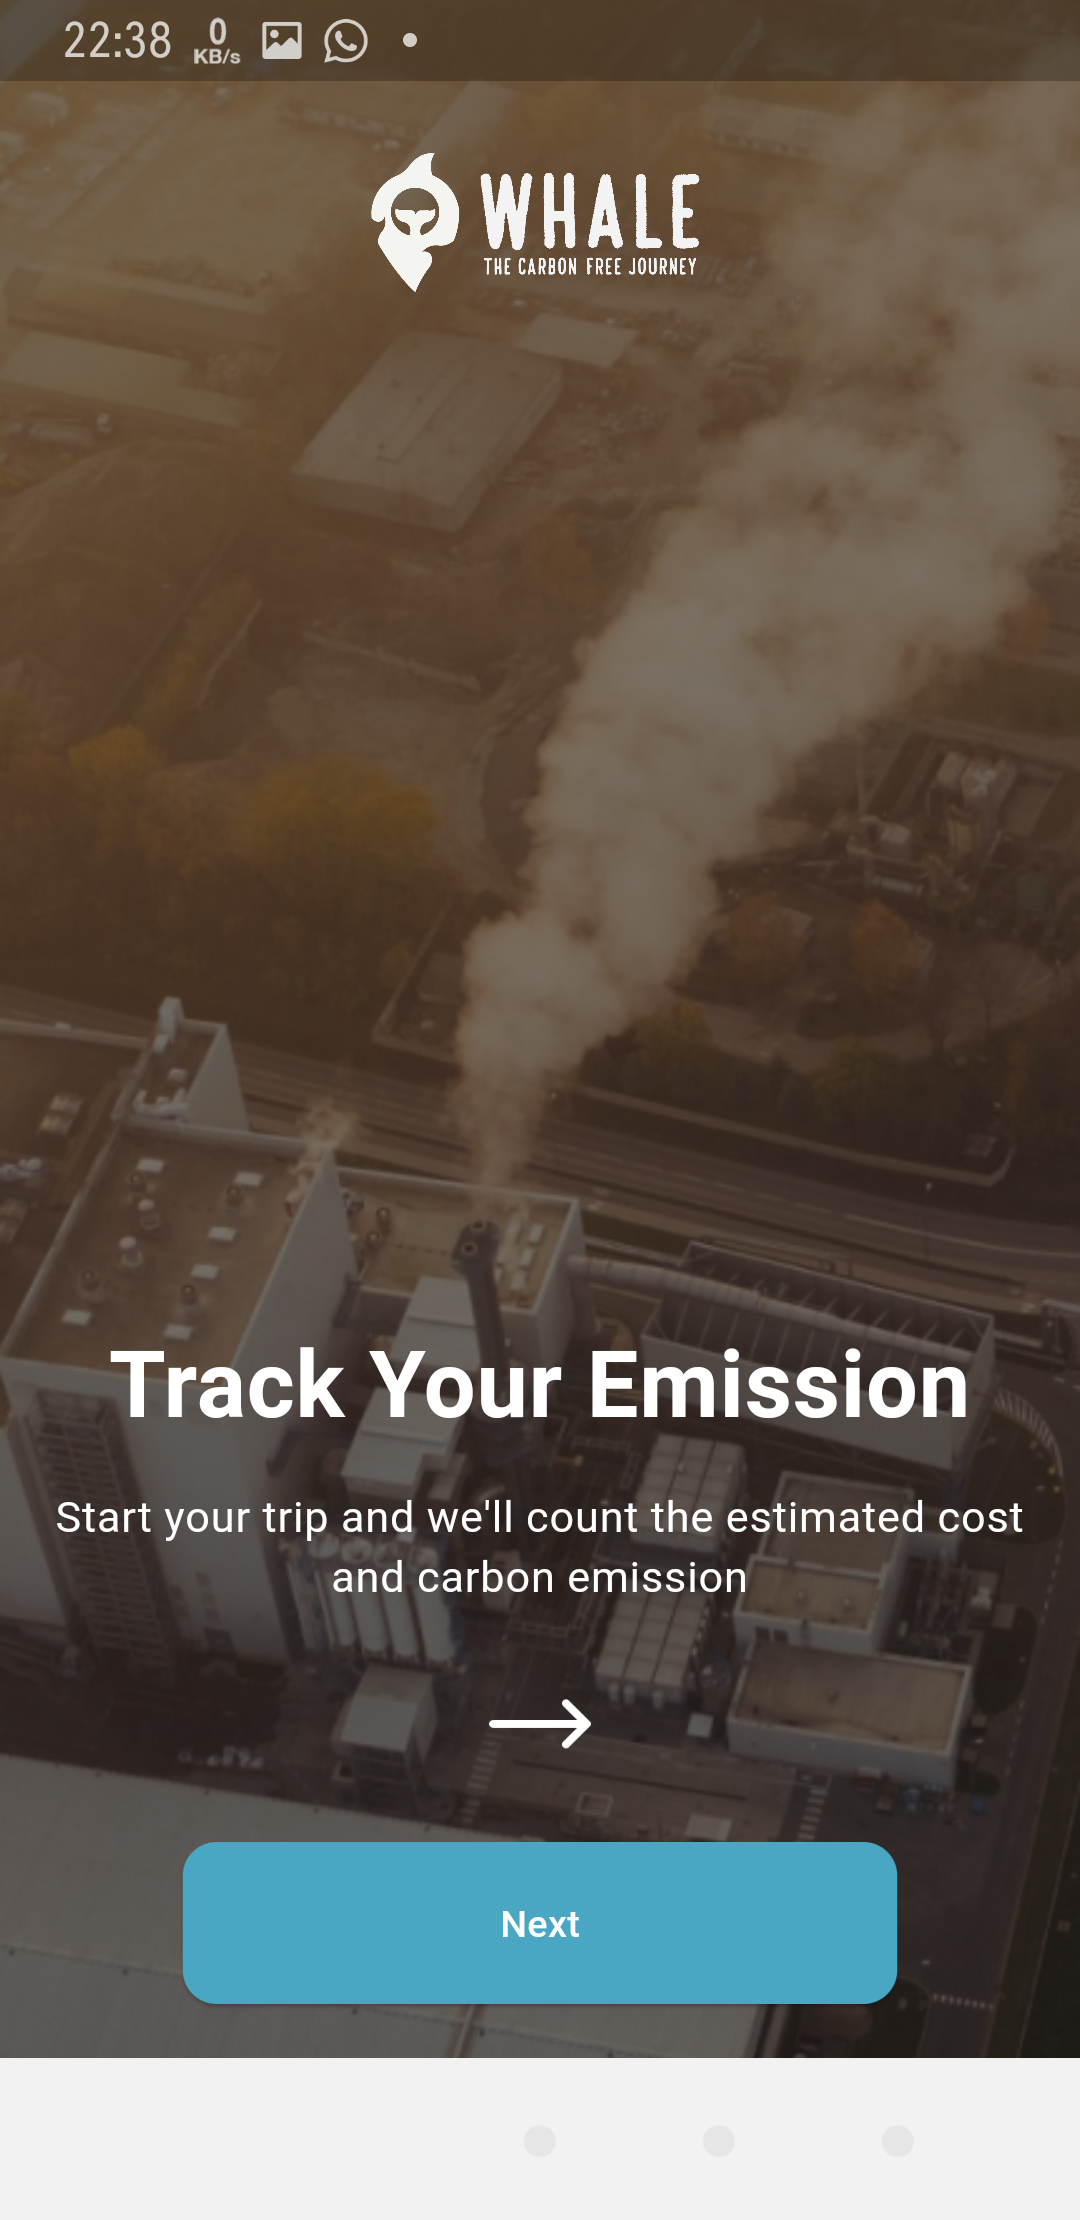 22:38
0
KB/s
WHALE
THE CARBON FREE JOURNEY
Track Your Emission
Start your trip and we'll count the estimated cost
and carbon emission
Next